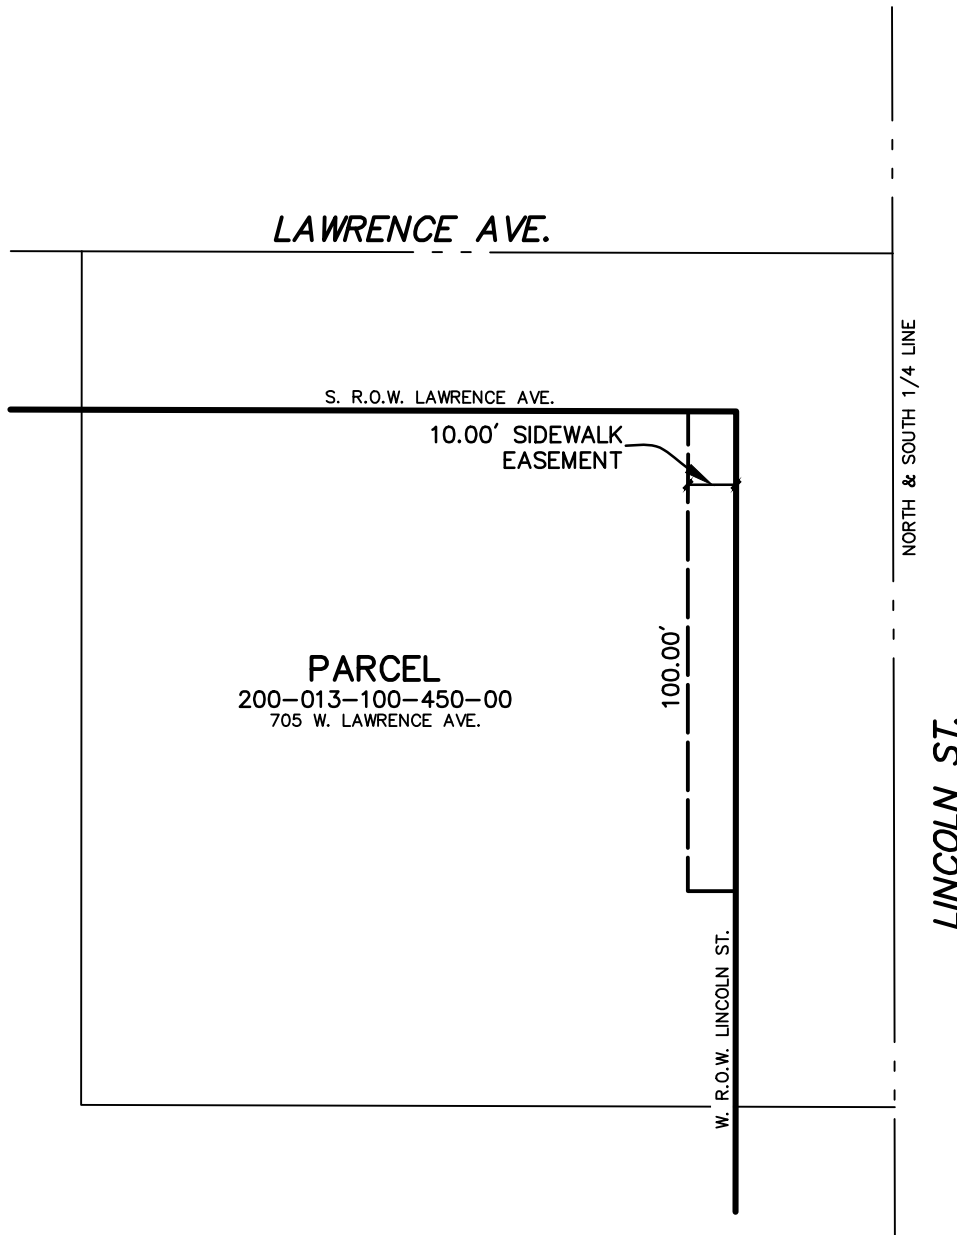 LAWRENCE AVE.
S. R.O.W. LAWRENCE AVE.
10.00' SIDEWALK
EASEMENT
NORTH & SOUTH 1/4 LINE
100.00'
PARCEL
200-013-100-450-00
705 W. LAWRENCE AVE.
LINCOLN ST.
W. R.O.W. LINCOLN ST.